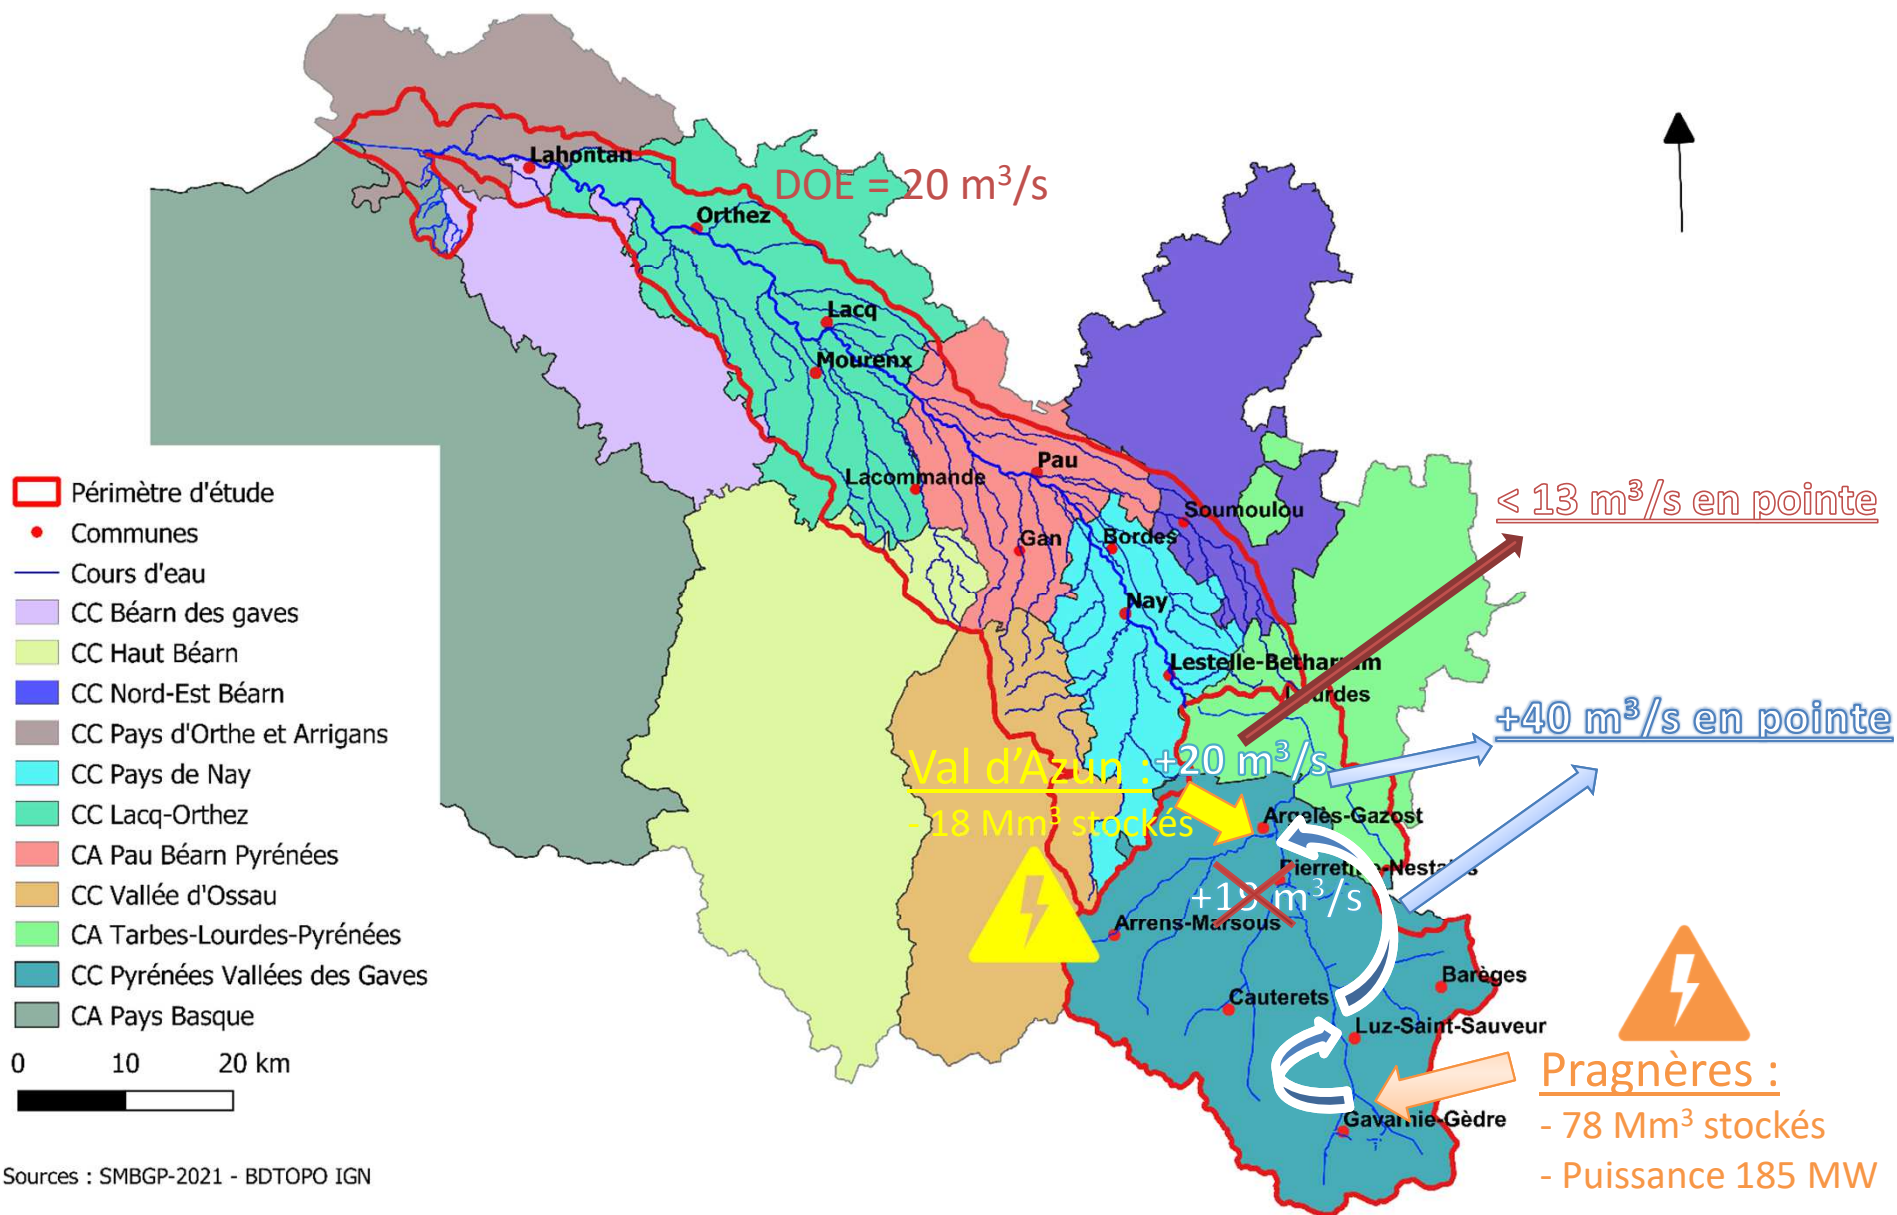 Lahontan
DOE = 20 m³/s
Orthez
Lacq
Mourenx
Pau
Lacommande
Soumoulou
< 13 m³/s en pointe
Gan
Bordes
Nay
Lestelle-Betharram
Lourdes
+40 m³/s en pointe
Val d'Azun :
+20 m³/s
- 18 Mm³ stockés
Argelès-Gazost
Pierrefitte-Nestalas
+19 m³/s
Arrens-Marsous
Barèges
Cauterets
Luz-Saint-Sauveur
Pragnères :
- 78 Mm³ stockés
- Puissance 185 MW
Gavarnie-Gèdre
Périmètre d'étude
Communes
Cours d'eau
CC Béarn des gaves
CC Haut Béarn
CC Nord-Est Béarn
CC Pays d'Orthe et Arrigans
CC Pays de Nay
CC Lacq-Orthez
CA Pau Béarn Pyrénées
CC Vallée d'Ossau
CA Tarbes-Lourdes-Pyrénées
CC Pyrénées Vallées des Gaves
CA Pays Basque
0 10 20 km
Sources : SMBGP-2021 - BDTOPO IGN